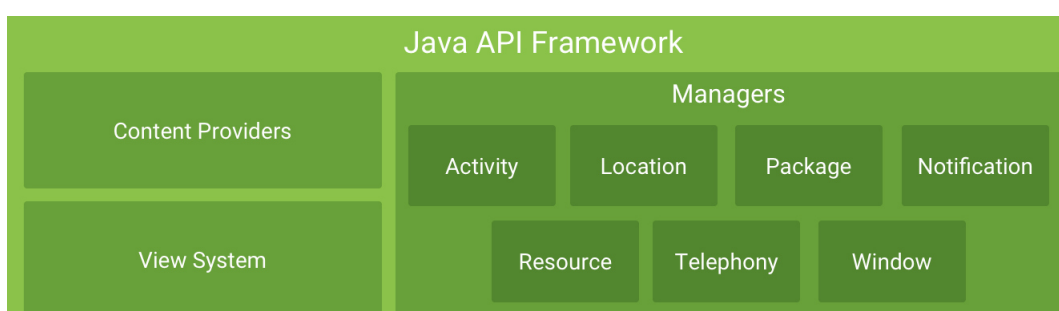 Java API Framework
Content Providers
View System
Managers
Activity
Location
Package
Notification
Resource
Telephony
Window